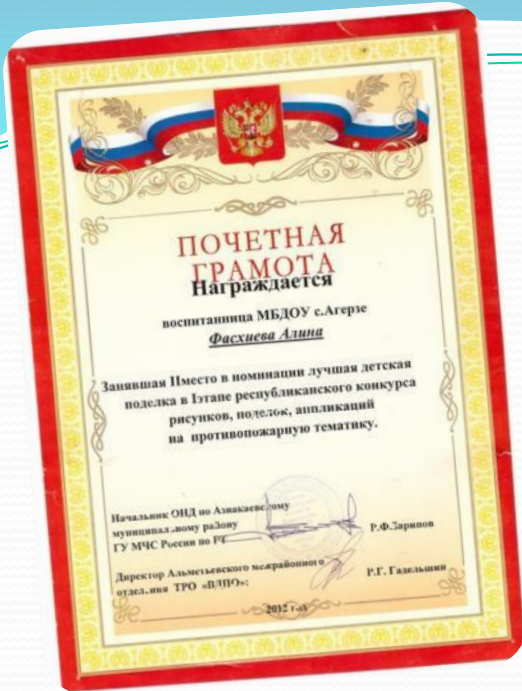 ПОЧЕТНАЯ
ГРАМОТА
Награждается
воспитанница МБДОУ с.Агерзе
Фасхиева Алина
Занявшая IIместо в номинации лучшая детская
поделка в Iэтапе республиканского конкурса
рисунков, поделок, аппликаций
на противопожарную тематику.
Начальник ОНД по Азнакаевскому
муниципальному району
ГУ МЧС России по РТ
Р.Ф.Зарипов
Директор Альметьевского межрайонного
отделения ТРО «ВДПО»:
Р.Г. Гадельшин
2012 год